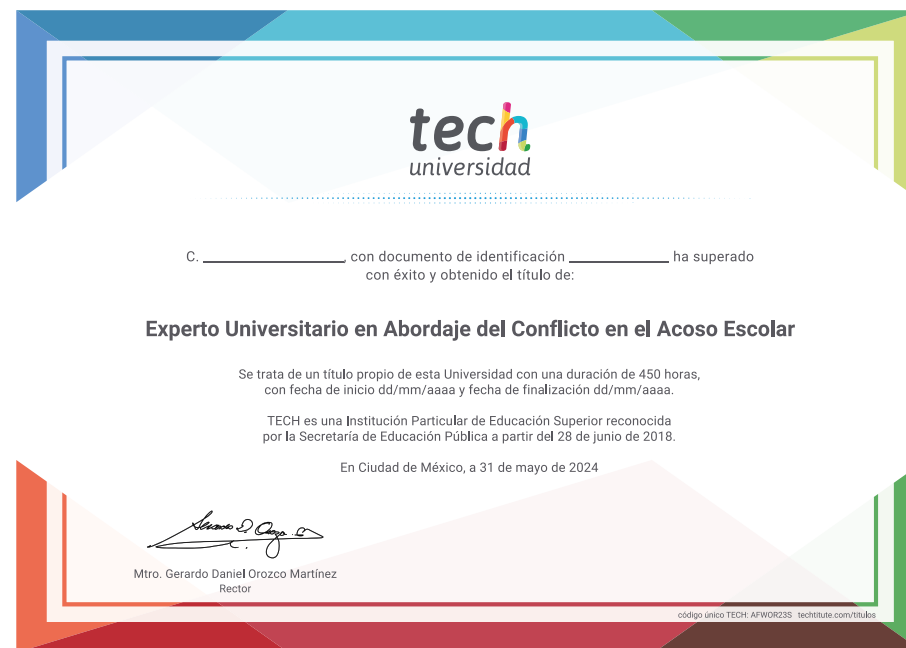 tech
universidad
C. ____________, con documento de identificación ____________ ha superado
con éxito y obtenido el título de:
Experto Universitario en Abordaje del Conflicto en el Acoso Escolar
Se trata de un título propio de esta Universidad con una duración de 450 horas,
con fecha de inicio dd/mm/aaaa y fecha de finalización dd/mm/aaaa.
TECH es una Institución Particular de Educación Superior reconocida
por la Secretaría de Educación Pública a partir del 28 de junio de 2018.
En Ciudad de México, a 31 de mayo de 2024
Mtro. Gerardo Daniel Orozco Martínez
Rector
código único TECH: AFWOR23S techtitute.com/titulos